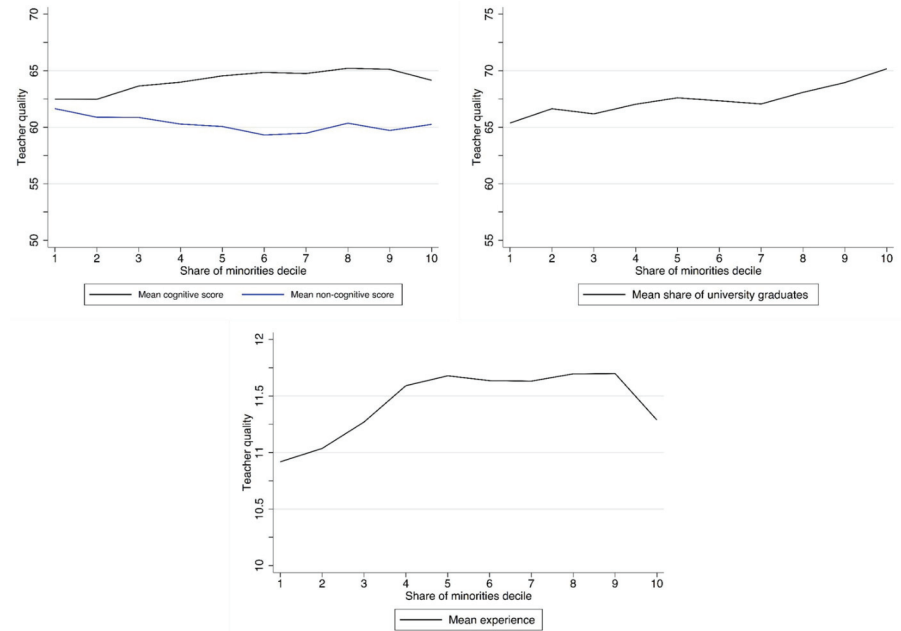 70
65
60
55
50
Teacher quality
1 2 3 4 5 6 7 8 9 10
Share of minorities decile
Mean cognitive score Mean non-cognitive score
75
70
65
60
55
Teacher quality
1 2 3 4 5 6 7 8 9 10
Share of minorities decile
Mean share of university graduates
12
11.5
11
10.5
10
Teacher quality
1 2 3 4 5 6 7 8 9 10
Share of minorities decile
Mean experience